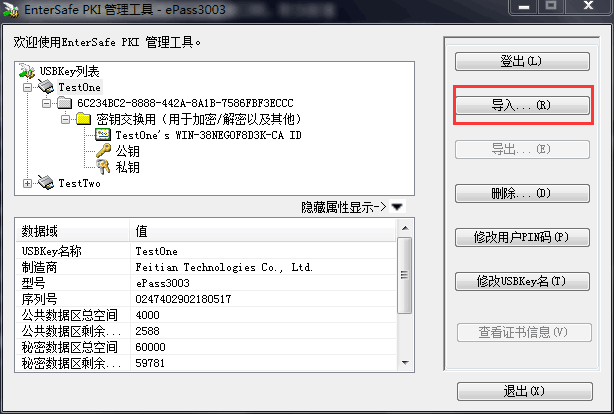 EnterSafe PKI 管理工具 - ePass3003
欢迎使用EnterSafe PKI 管理工具。
USBKey列表
TestOne
6C234BC2-8888-442A-8A1B-7586FBF3ECCC
密钥交换用（用于加密/解密以及其他）
TestOne's WIN-38NEGOF8D3K-CA ID
公钥
私钥
TestTwo
隐藏属性显示->
数据域 值
USBKey名称 TestOne
制造商 Feitian Technologies Co., Ltd.
型号 ePass3003
序列号 0247402902180517
公共数据区总空间 4000
公共数据区剩余... 2588
秘密数据区总空间 60000
秘密数据区剩余... 59781
登出(L)
导入...(R)
导出...(E)
删除...(D)
修改用户PIN码(P)
修改USBKey名(T)
查看证书信息(V)
退出(X)